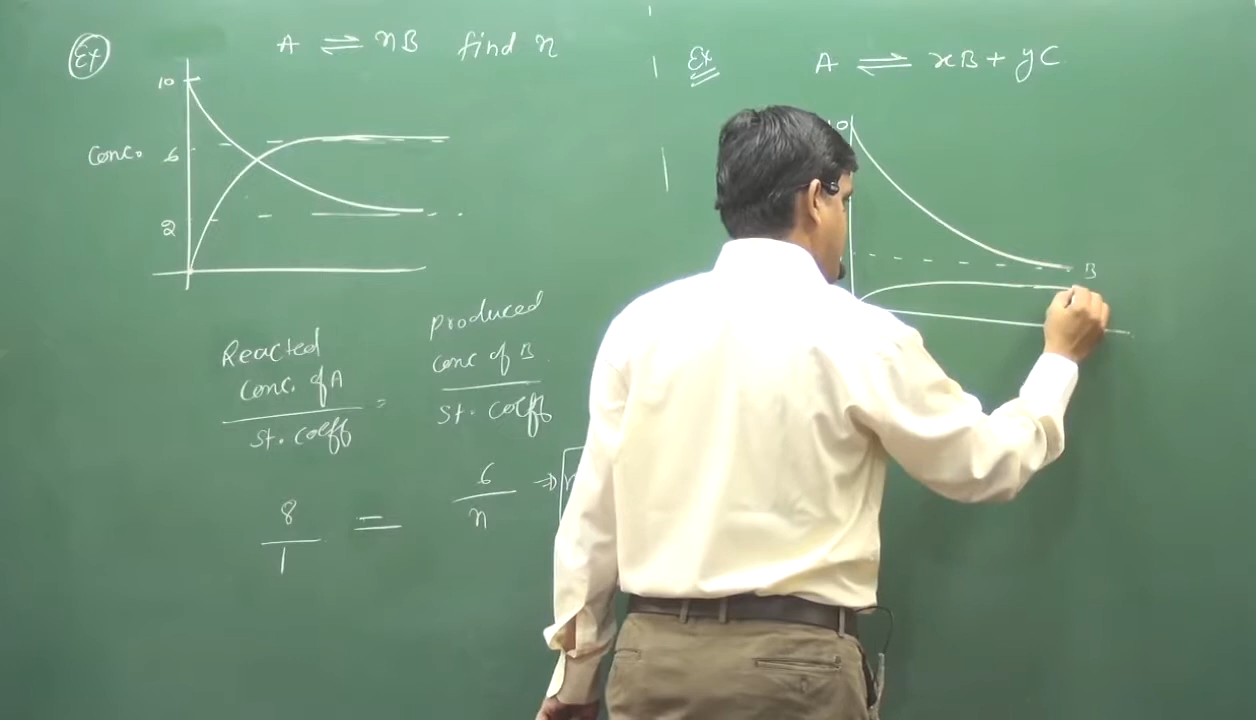 Ex A ⇌ nB find n
10
Conc. 6
2
Reacted
conc. of A
st. coeff
=
Produced
conc of B
st. coeff
8
1
=
6
n
⇒
Ex A ⇌ xB + yC
B